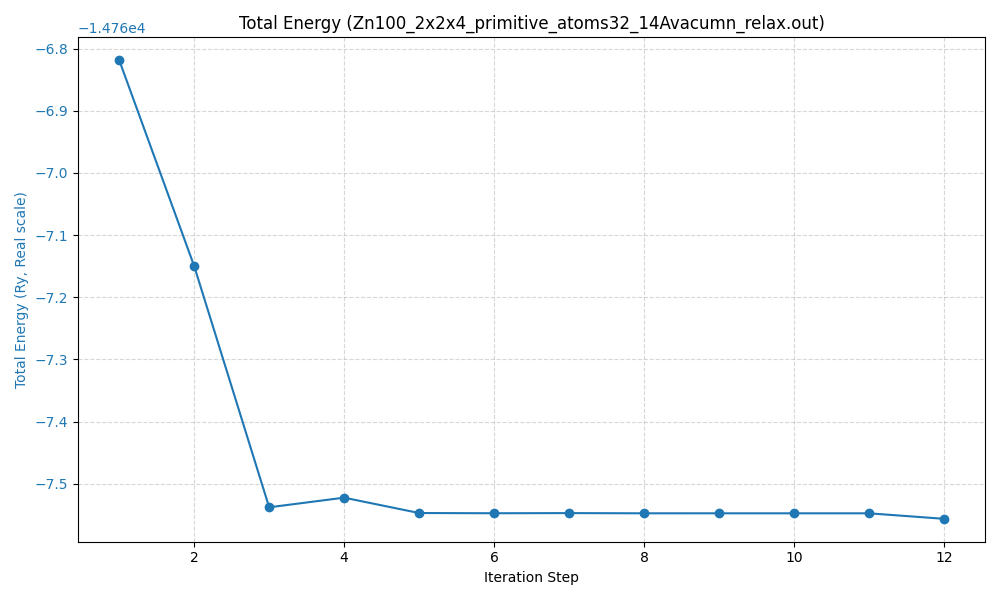 Total Energy (Zn100_2x2x4_primitive_atoms32_14Avacumn_relax.out)
−1.476e4
−6.8
−6.9
−7.0
−7.1
−7.2
−7.3
−7.4
−7.5
Total Energy (Ry, Real scale)
2 4 6 8 10 12
Iteration Step